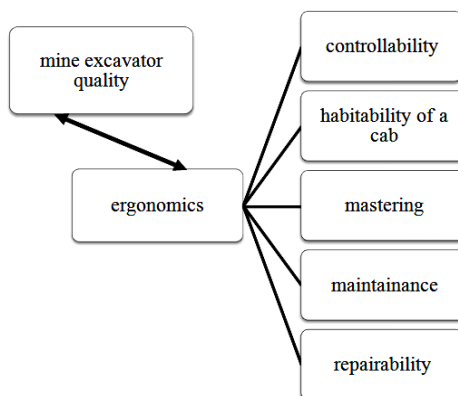 mine excavator
quality
ergonomics
controllability
habitability of a
cab
mastering
maintainance
repairability